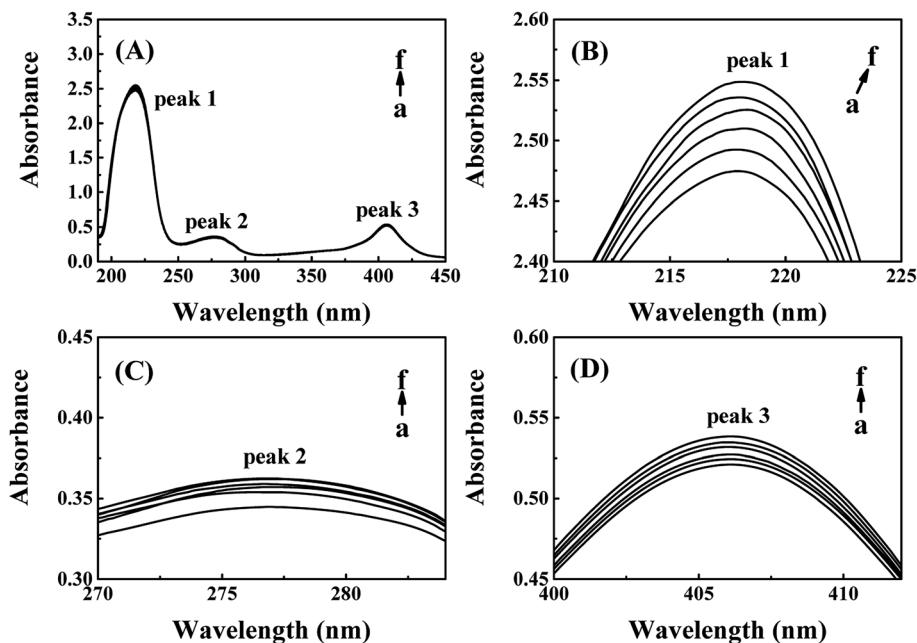 (A)
3.5
3.0
2.5
2.0
1.5
1.0
0.5
0.0
Absorbance
peak 1
peak 2
peak 3
f
a
200 250 300 350 400 450
Wavelength (nm)
(B)
2.60
2.55
2.50
2.45
2.40
Absorbance
peak 1
f
a
210 215 220 225
Wavelength (nm)
(C)
0.45
0.40
0.35
0.30
Absorbance
peak 2
f
a
270 275 280
Wavelength (nm)
(D)
0.60
0.55
0.50
0.45
Absorbance
peak 3
f
a
400 405 410
Wavelength (nm)